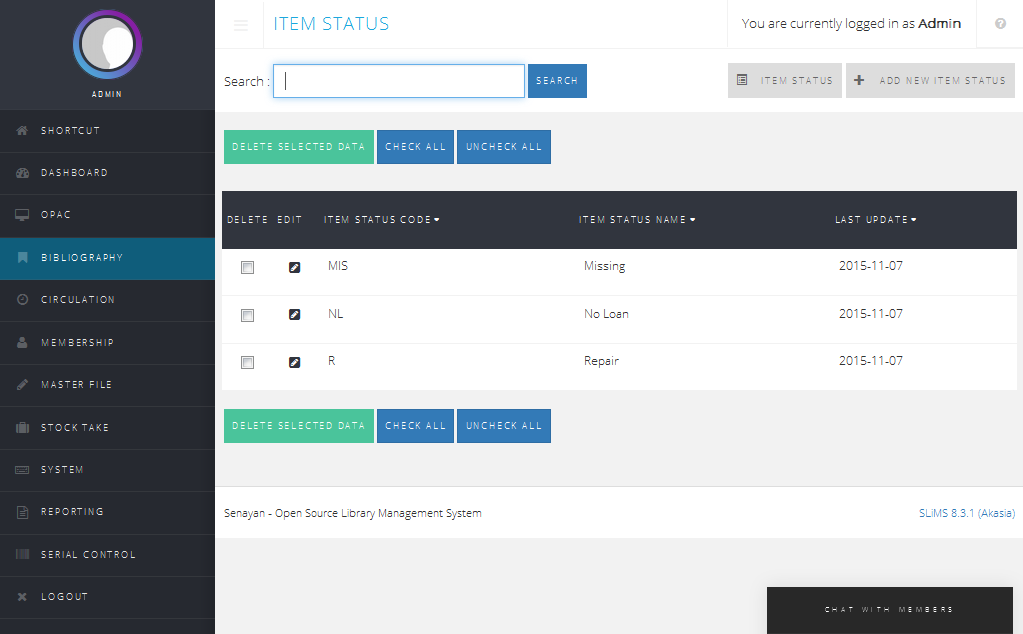 ITEM STATUS
You are currently logged in as Admin
ADMIN
SHORTCUT
DASHBOARD
OPAC
BIBLIOGRAPHY
CIRCULATION
MEMBERSHIP
MASTER FILE
STOCK TAKE
SYSTEM
REPORTING
SERIAL CONTROL
LOGOUT
Search :
SEARCH
ITEM STATUS
ADD NEW ITEM STATUS
DELETE SELECTED DATA CHECK ALL UNCHECK ALL
DELETE EDIT ITEM STATUS CODE ITEM STATUS NAME LAST UPDATE
MIS Missing 2015-11-07
NL No Loan 2015-11-07
R Repair 2015-11-07
DELETE SELECTED DATA CHECK ALL UNCHECK ALL
Senayan - Open Source Library Management System
SLiMS 8.3.1 (Akasia)
CHAT WITH MEMBERS